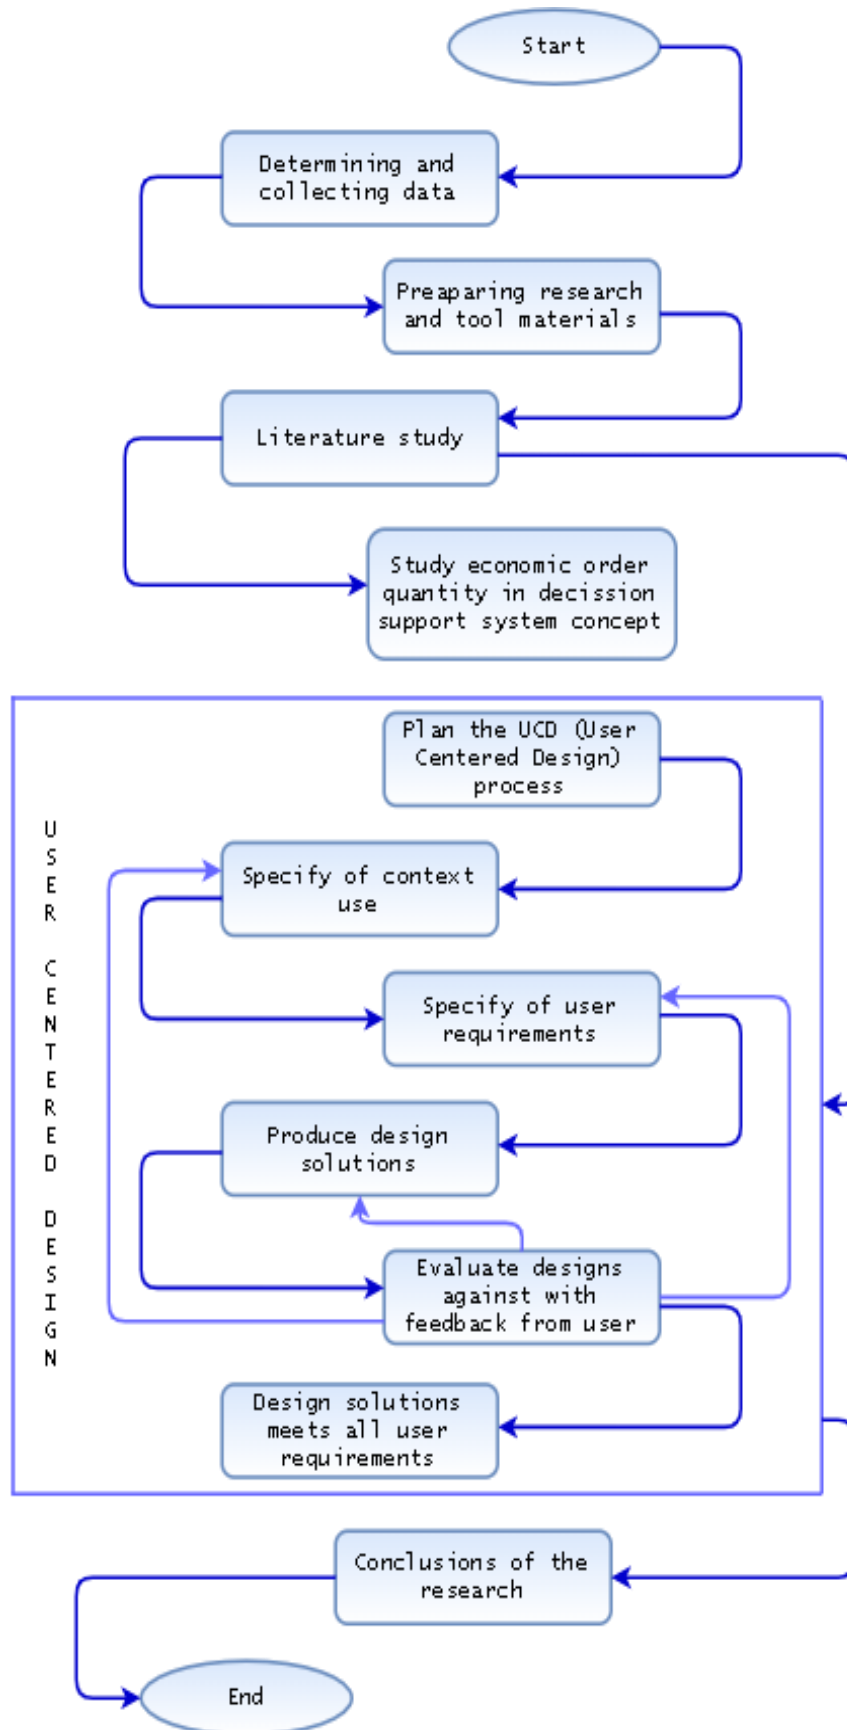 Start
Determining and
collecting data
Preaparing research
and tool materials
Literature study
Study economic order
quantity in decission
support system concept
USER CENTERED DESIGN
Plan the UCD (User
Centered Design)
process
Specify of context
use
Specify of user
requirements
Produce design
solutions
Evaluate designs
against with
feedback from user
Design solutions
meets all user
requirements
Conclusions of the
research
End